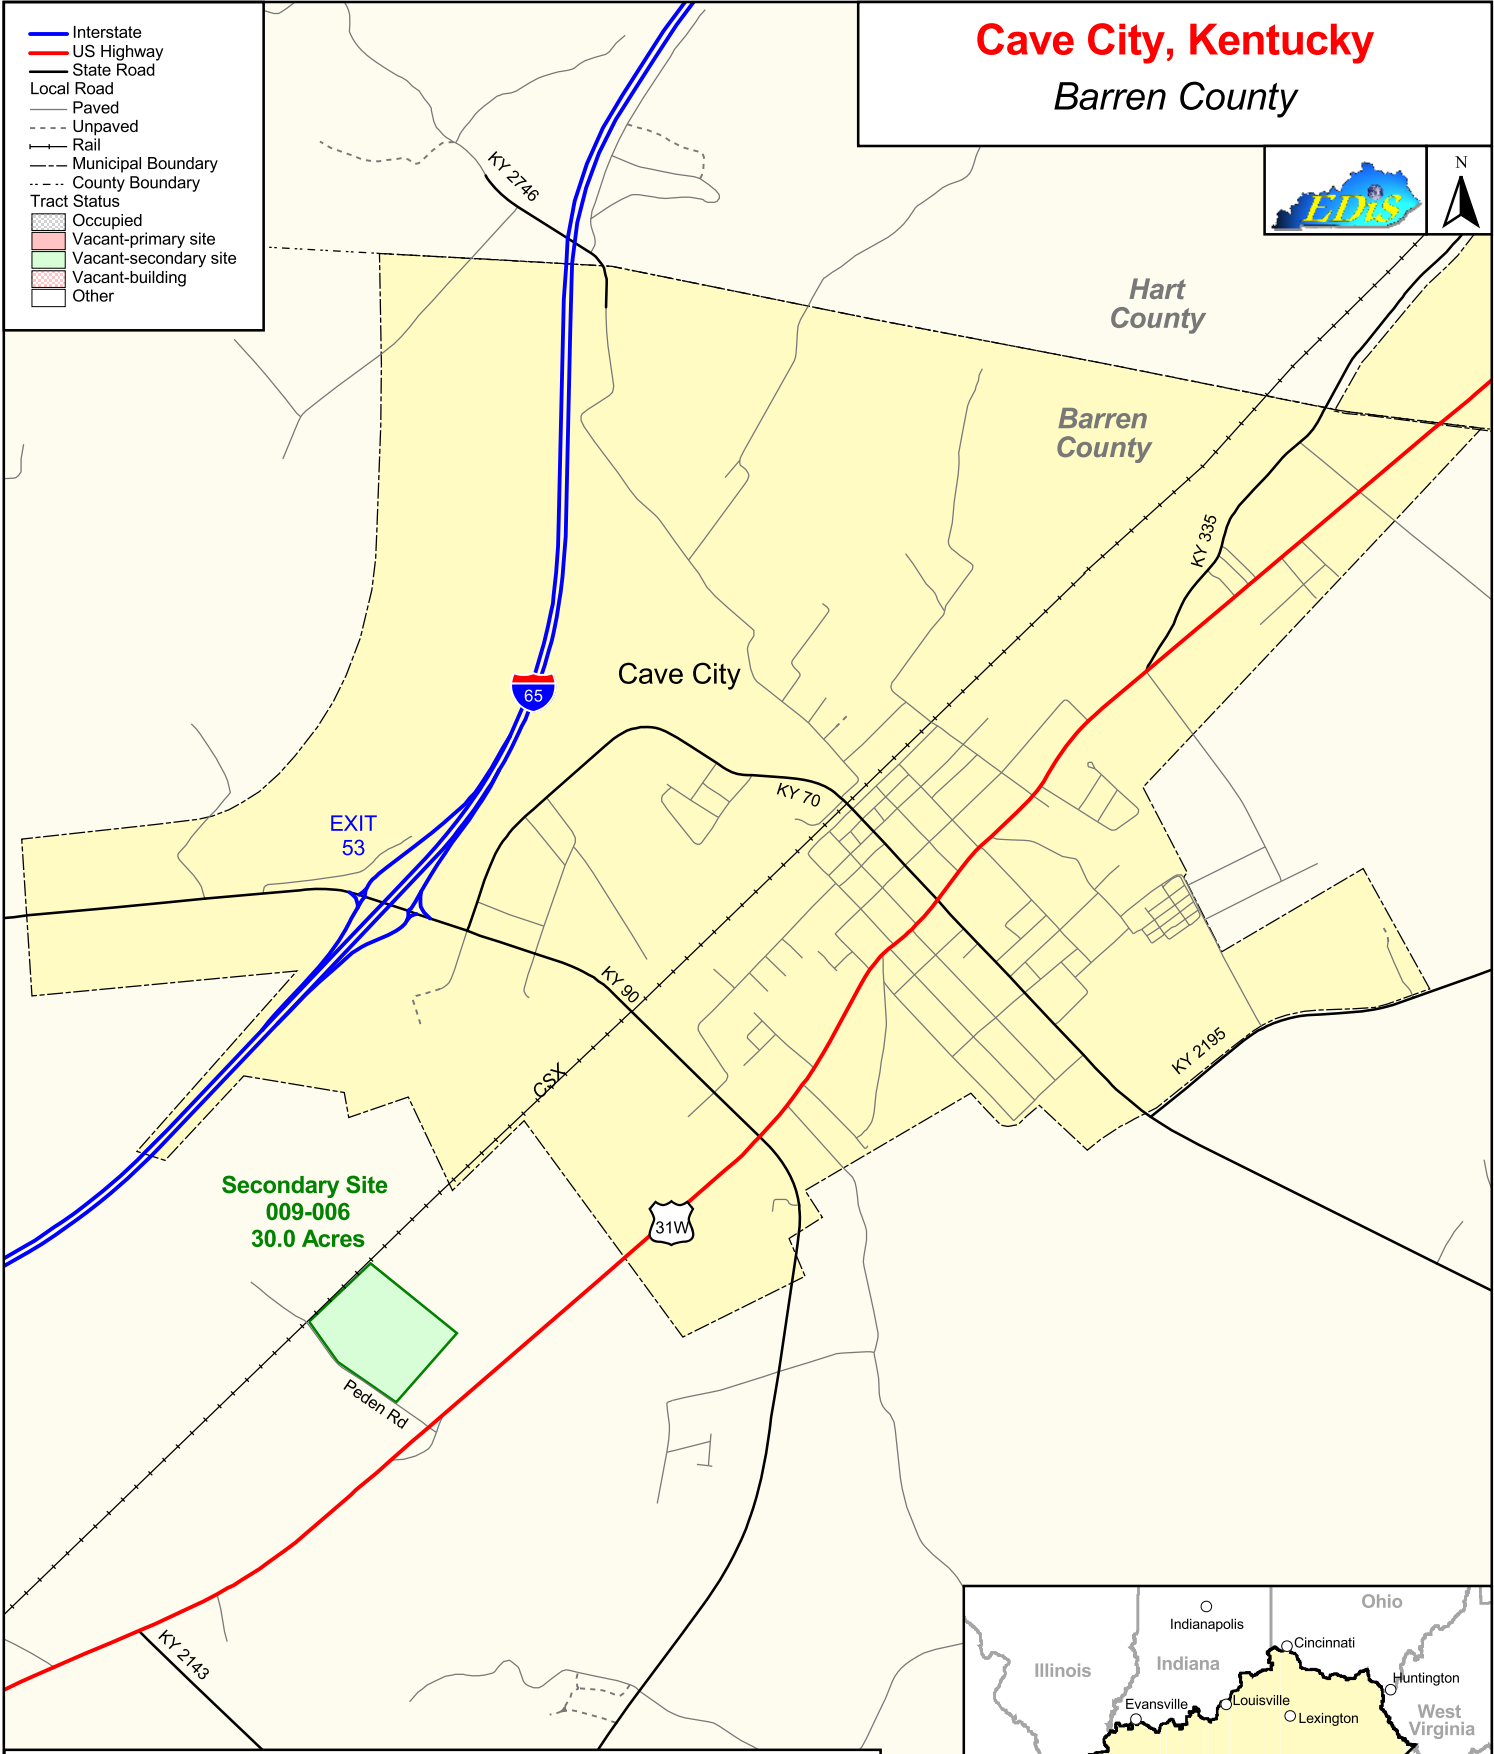 Interstate
US Highway
State Road
Local Road
Paved
Unpaved
Rail
Municipal Boundary
County Boundary
Tract Status
Occupied
Vacant-primary site
Vacant-secondary site
Vacant-building
Other
Cave City, Kentucky
Barren County
EDIS
N
KY 2746
Hart
County
Barren
County
KY 335
Cave City
65
KY 70
EXIT
53
KY 90
KY 2195
CSX
Secondary Site
009-006
30.0 Acres
31W
Peden Rd
KY 2143
Ohio
Indianapolis
Cincinnati
Illinois
Indiana
Huntington
Evansville
Louisville
Lexington
West
Virginia